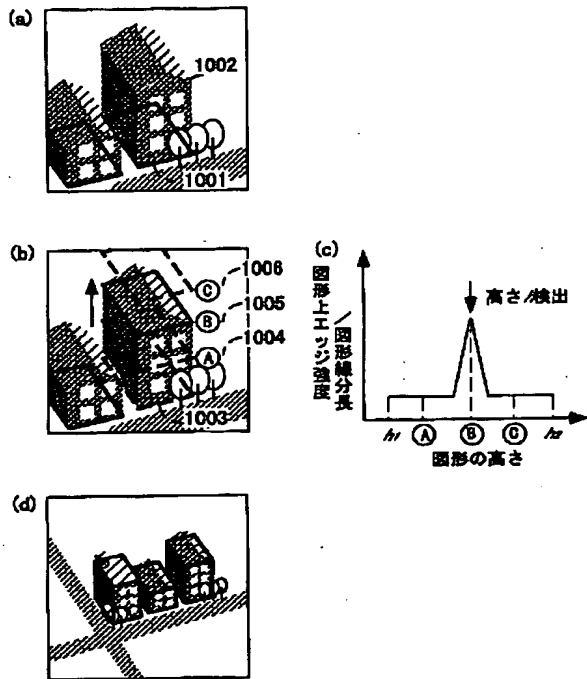 (a)
1002
1001
(b)
Ⓒ 1006
Ⓑ 1005
Ⓐ 1004
1003
(c)
図形上エッジ強度
/図形線分長
高さ/検出
h1 Ⓐ Ⓑ Ⓒ h2
図形の高さ
(d)